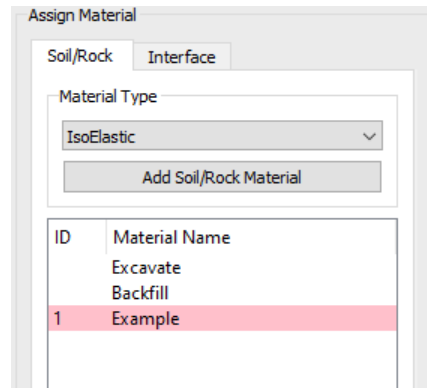 Assign Material
Soil/Rock Interface
Material Type
IsoElastic
Add Soil/Rock Material
ID Material Name
Excavate
Backfill
1 Example